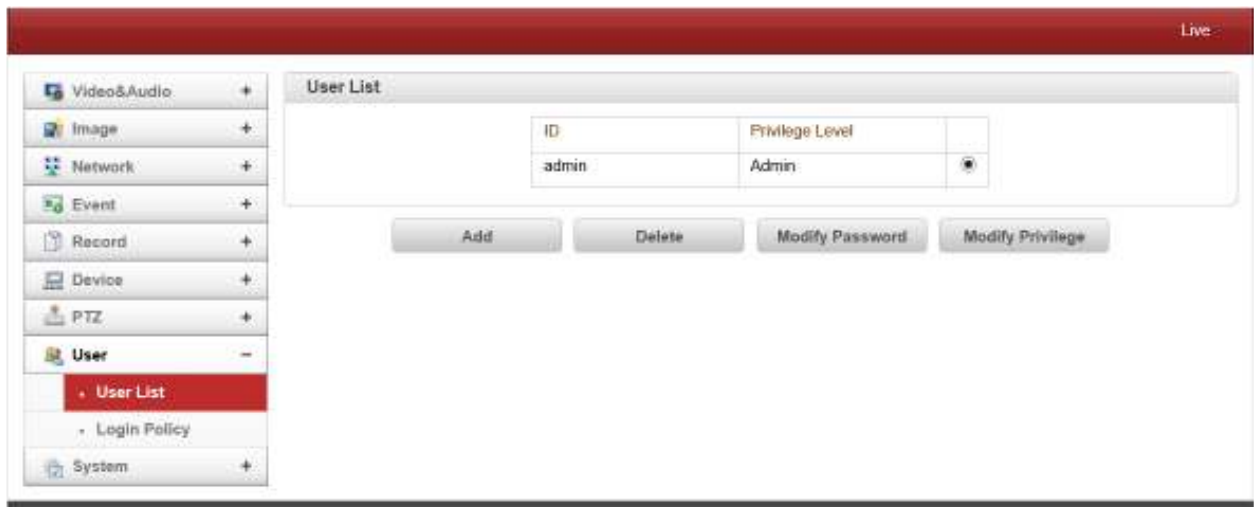 Live
Video&Audio +
Image +
Network +
Event +
Record +
Device +
PTZ +
User −
User List
Login Policy
System +
User List
ID Privilege Level
admin Admin
Add Delete Modify Password Modify Privilege